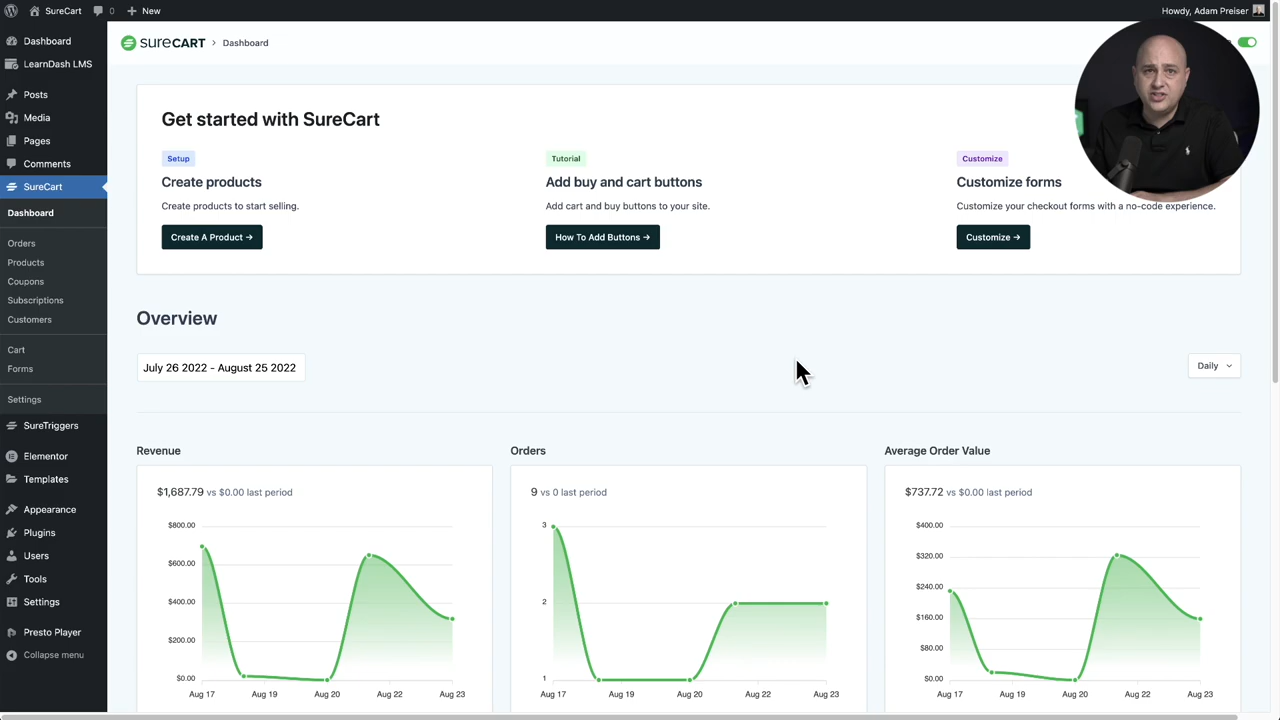 SureCart
0
New
Howdy, Adam Preiser
Dashboard
LearnDash LMS
Posts
Media
Pages
Comments
SureCart
Dashboard
Orders
Products
Coupons
Subscriptions
Customers
Cart
Forms
Settings
SureTriggers
Elementor
Templates
Appearance
Plugins
Users
Tools
Settings
Presto Player
Collapse menu
SURECART > Dashboard
Get started with SureCart
Setup
Create products
Create products to start selling.
Create A Product →
Tutorial
Add buy and cart buttons
Add cart and buy buttons to your site.
How To Add Buttons →
Customize
Customize forms
Customize your checkout forms with a no-code experience.
Customize →
Overview
July 26 2022 - August 25 2022
Daily
Revenue
$1,687.79 vs $0.00 last period
$800.00
$600.00
$400.00
$200.00
$0.00
Aug 17 Aug 19 Aug 20 Aug 22 Aug 23
Orders
9 vs 0 last period
3
2
1
Aug 17 Aug 19 Aug 20 Aug 22 Aug 23
Average Order Value
$737.72 vs $0.00 last period
$400.00
$320.00
$240.00
$160.00
$80.00
$0.00
Aug 17 Aug 19 Aug 20 Aug 22 Aug 23